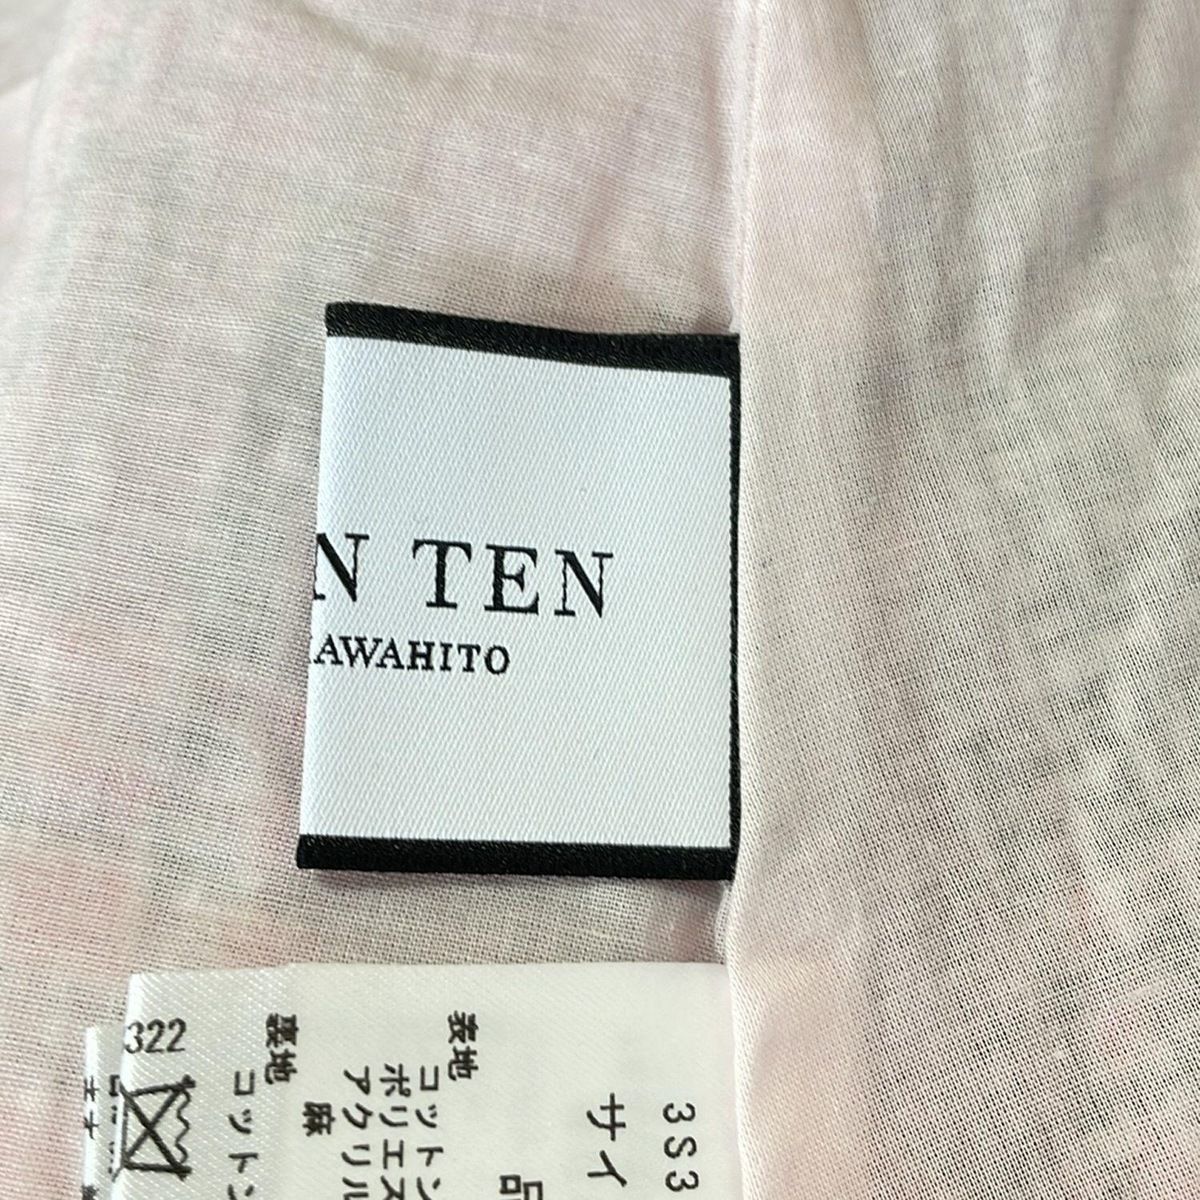 N TEN
AWAHITO
3S3
サイ
品
表地
コットン
ポリエス
アクリル
麻
裏地
コットン
322